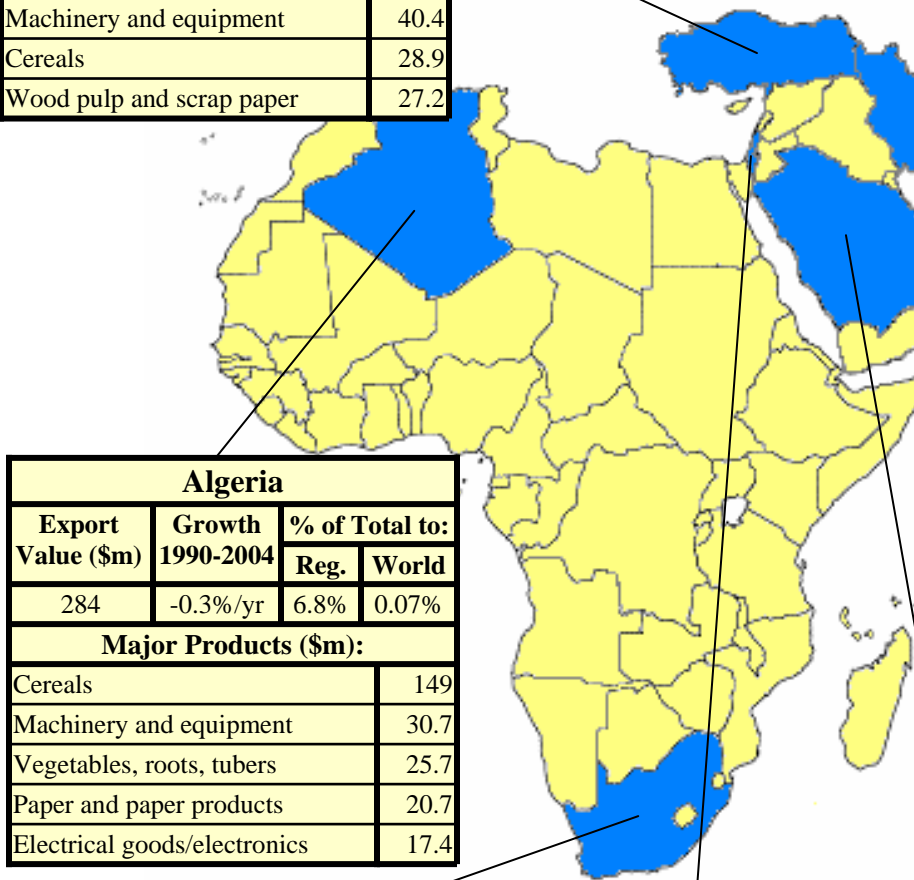 Machinery and equipment 40.4
Cereals 28.9
Wood pulp and scrap paper 27.2
Algeria
Export Value ($m) Growth 1990-2004 % of Total to:
Reg. World
284 -0.3%/yr 6.8% 0.07%
Major Products ($m):
Cereals 149
Machinery and equipment 30.7
Vegetables, roots, tubers 25.7
Paper and paper products 20.7
Electrical goods/electronics 17.4